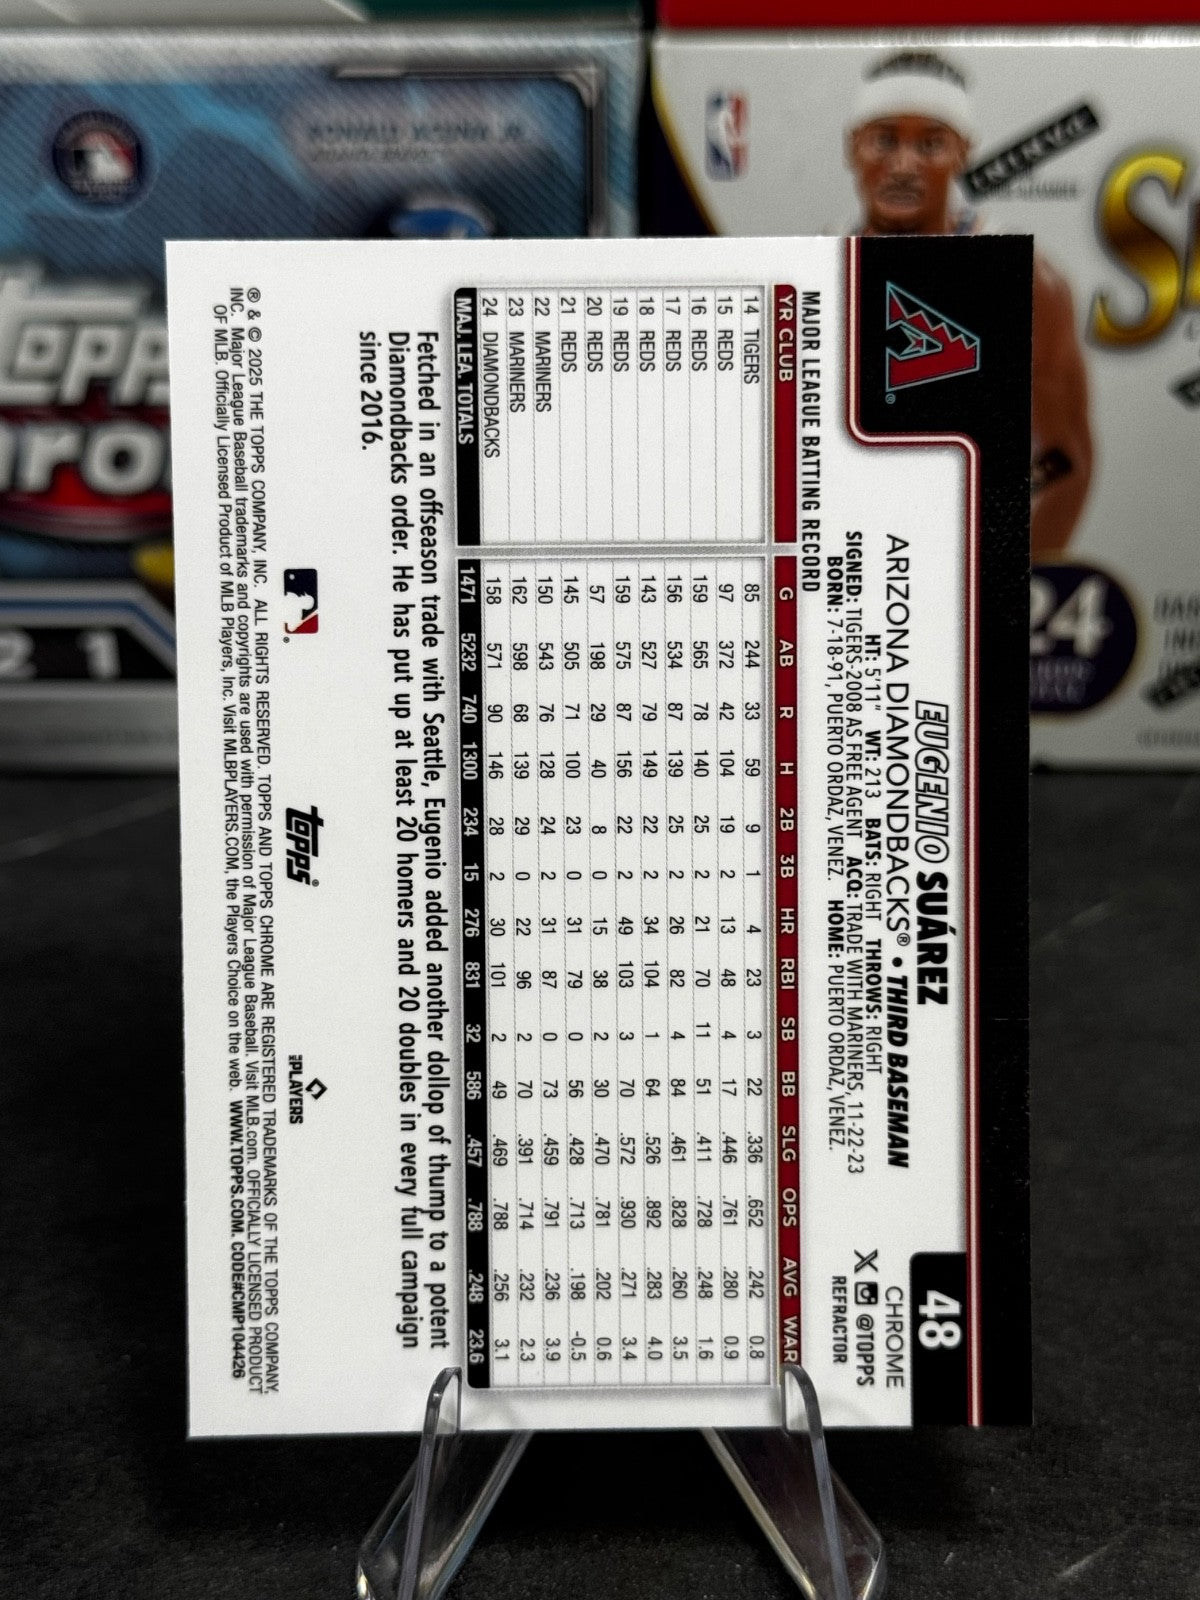 48
CHROME
@TOPPS
REFRACTOR
EUGENIO SUÁREZ
ARIZONA DIAMONDBACKS® • THIRD BASEMAN
HT: 5'11" WT: 213 BATS: RIGHT THROWS: RIGHT
SIGNED: TIGERS-2008 AS FREE AGENT ACQ: TRADE WITH MARINERS, 11-22-23
BORN: 7-18-91, PUERTO ORDAZ, VENEZ. HOME: PUERTO ORDAZ, VENEZ.
MAJOR LEAGUE BATTING RECORD
YR CLUB G AB R H 2B 3B HR RBI SB BB SLG OPS AVG WAR
14 TIGERS 85 244 33 59 9 1 4 23 3 22 .336 .652 .242 0.8
15 REDS 97 372 42 104 19 2 13 48 4 17 .446 .761 .280 0.9
16 REDS 159 565 78 140 25 2 21 70 11 51 .411 .728 .248 1.6
17 REDS 156 534 87 139 25 2 26 82 4 84 .461 .828 .260 3.5
18 REDS 143 527 79 149 22 2 34 104 1 64 .526 .892 .283 4.0
19 REDS 159 575 87 156 22 2 49 103 3 70 .572 .930 .271 3.4
20 REDS 57 198 29 40 8 0 15 38 2 30 .470 .781 .202 0.6
21 REDS 145 505 71 100 23 0 31 79 0 56 .428 .713 .198 -0.5
22 MARINERS 150 543 76 128 24 2 31 87 0 73 .459 .791 .236 3.9
23 MARINERS 162 598 68 139 29 0 22 96 2 70 .391 .714 .232 2.3
24 DIAMONDBACKS 158 571 90 146 28 2 30 101 2 49 .469 .788 .256 3.1
MAJ. LEA. TOTALS 1471 5232 740 1300 234 15 276 831 32 586 .457 .788 .248 23.6
Fetched in an offseason trade with Seattle, Eugenio added another dollop of thump to a potent
Diamondbacks order. He has put up at least 20 homers and 20 doubles in every full campaign
since 2016.
topps®
MLB PLAYERS
® & © 2025 THE TOPPS COMPANY, INC. ALL RIGHTS RESERVED. TOPPS AND TOPPS CHROME ARE REGISTERED TRADEMARKS OF THE TOPPS COMPANY,
INC. Major League Baseball trademarks and copyrights are used with permission of Major League Baseball. Visit MLB.com. OFFICIALLY LICENSED PRODUCT
OF MLB. Officially Licensed Product of MLB Players, Inc. Visit MLBPLAYERS.COM, the Players Choice on the web. WWW.TOPPS.COM. CODE#CMP104426